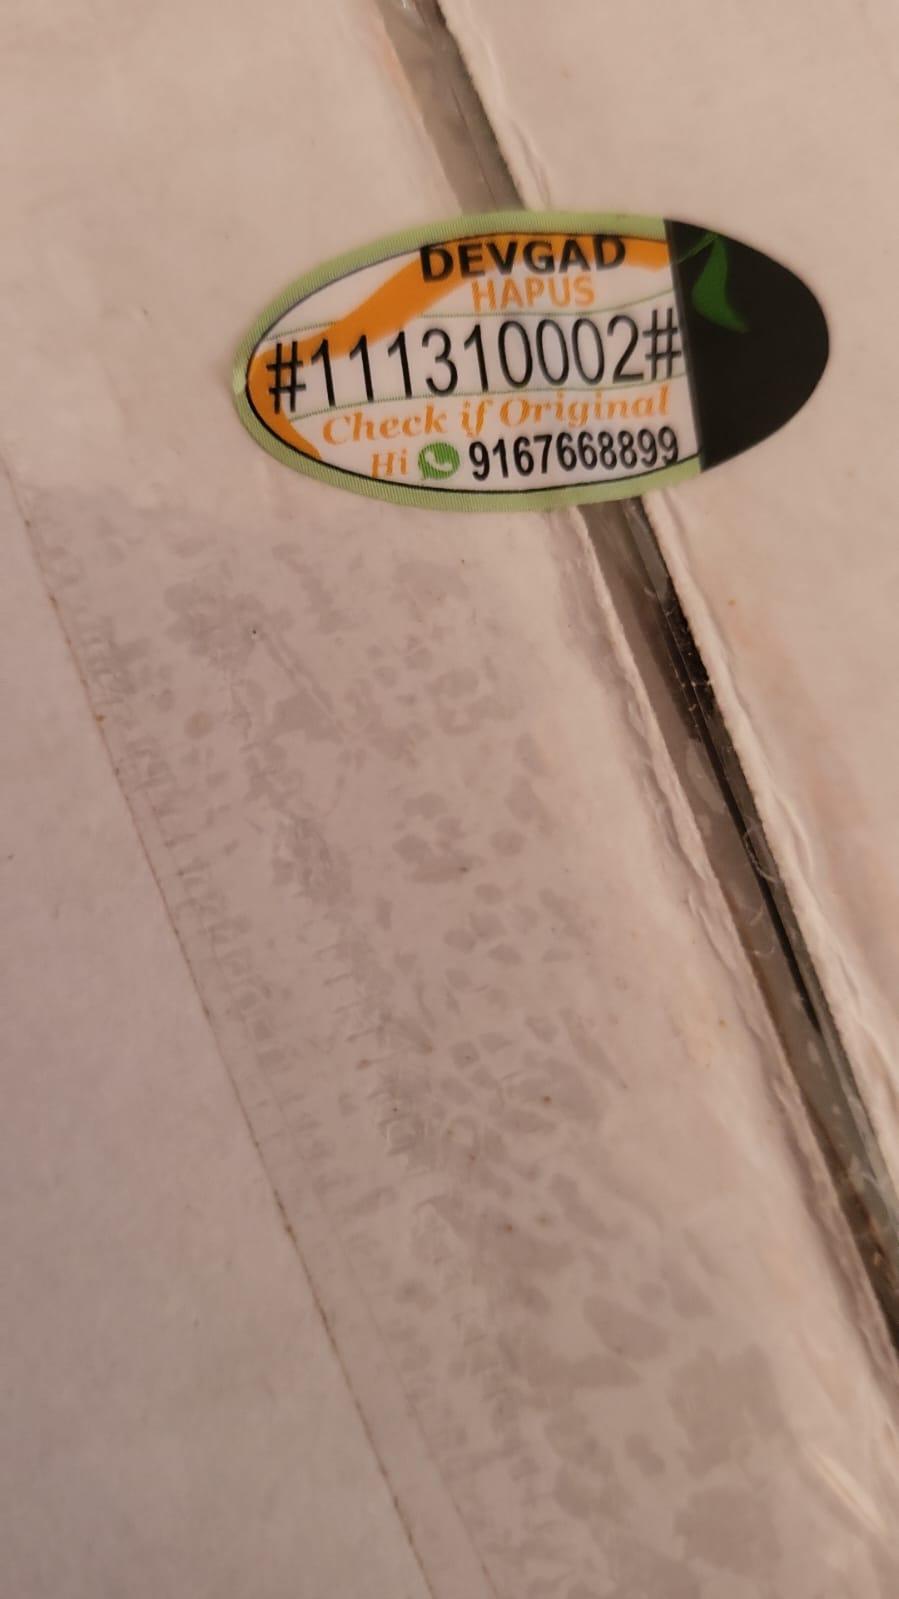 DEVGAD
HAPUS
#111310002#
Check if Original
Hi 9167668899